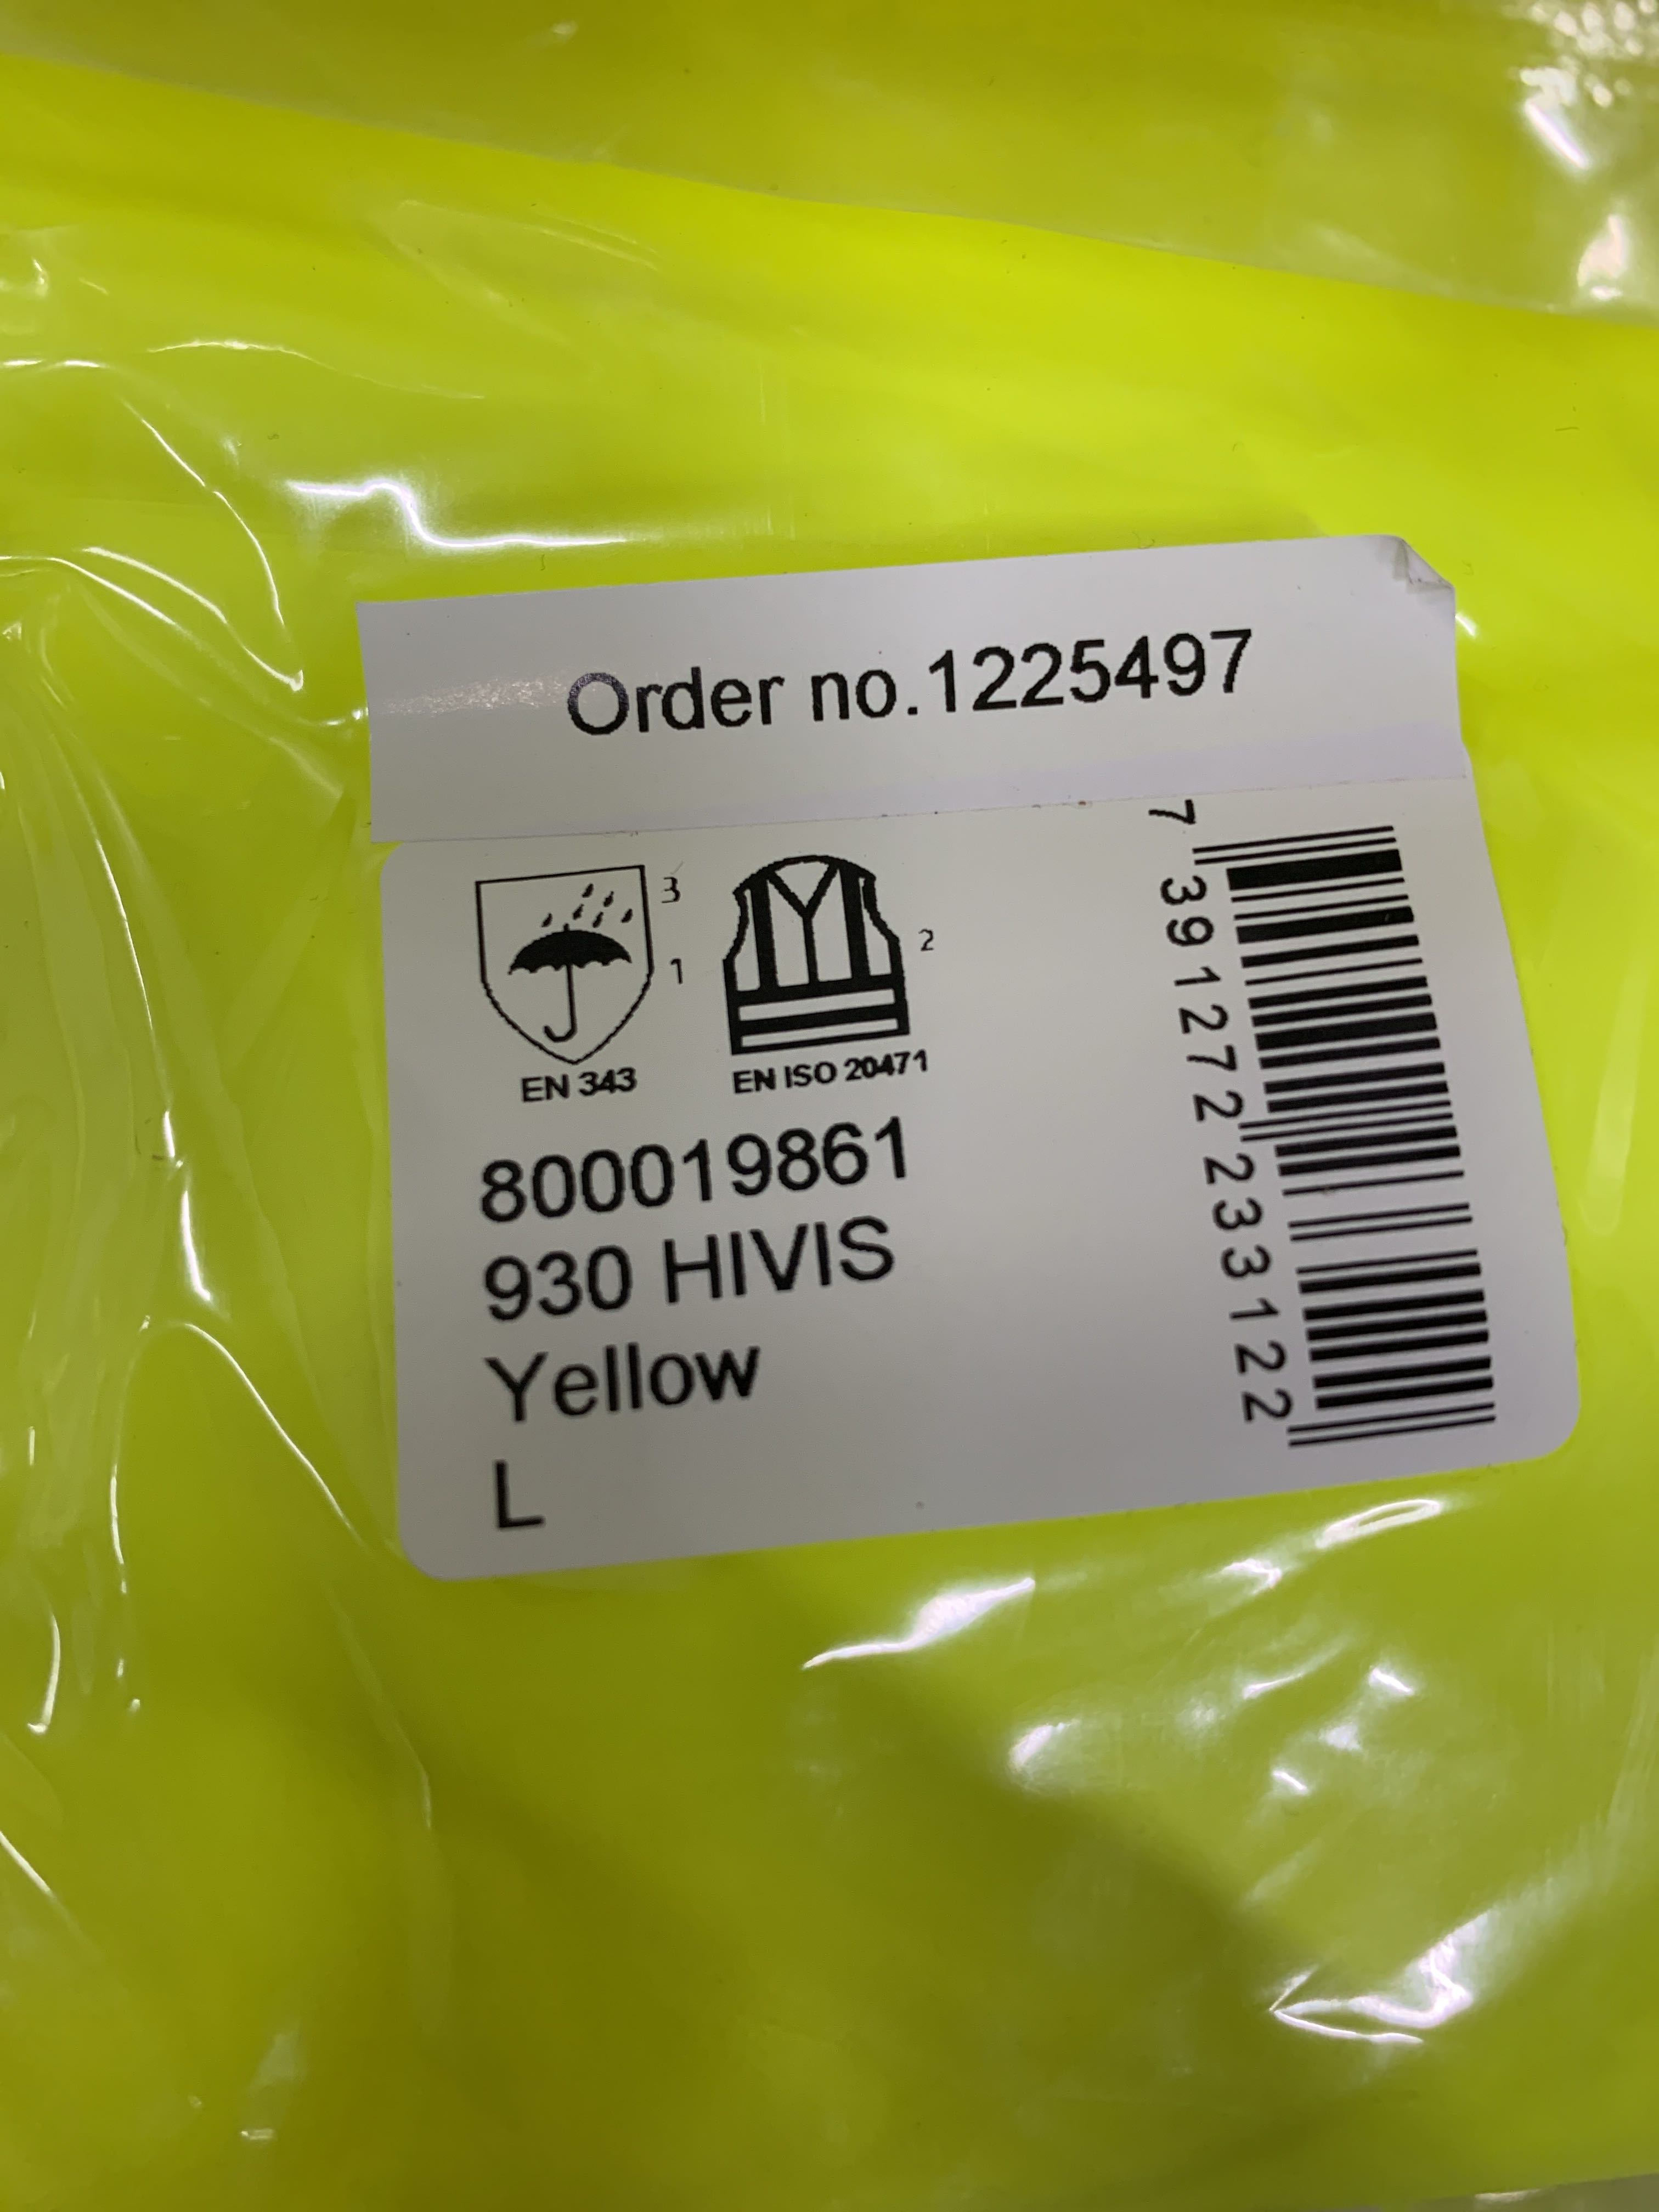 Order no.1225497
3
1
2
EN 343
EN ISO 20471
800019861
930 HIVIS
Yellow
L
7 391272 233122